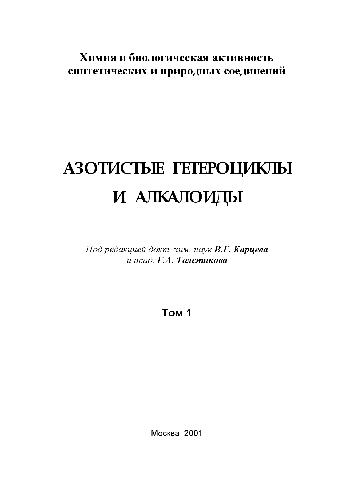 Химия и биологическая активность
синтетических и природных соединений
АЗОТИСТЫЕ ГЕТЕРОЦИКЛЫ
И АЛКАЛОИДЫ
Под редакцией докт. хим. наук В.Г. Карцева
и акад. Г.А. Толстикова
Том 1
Москва 2001